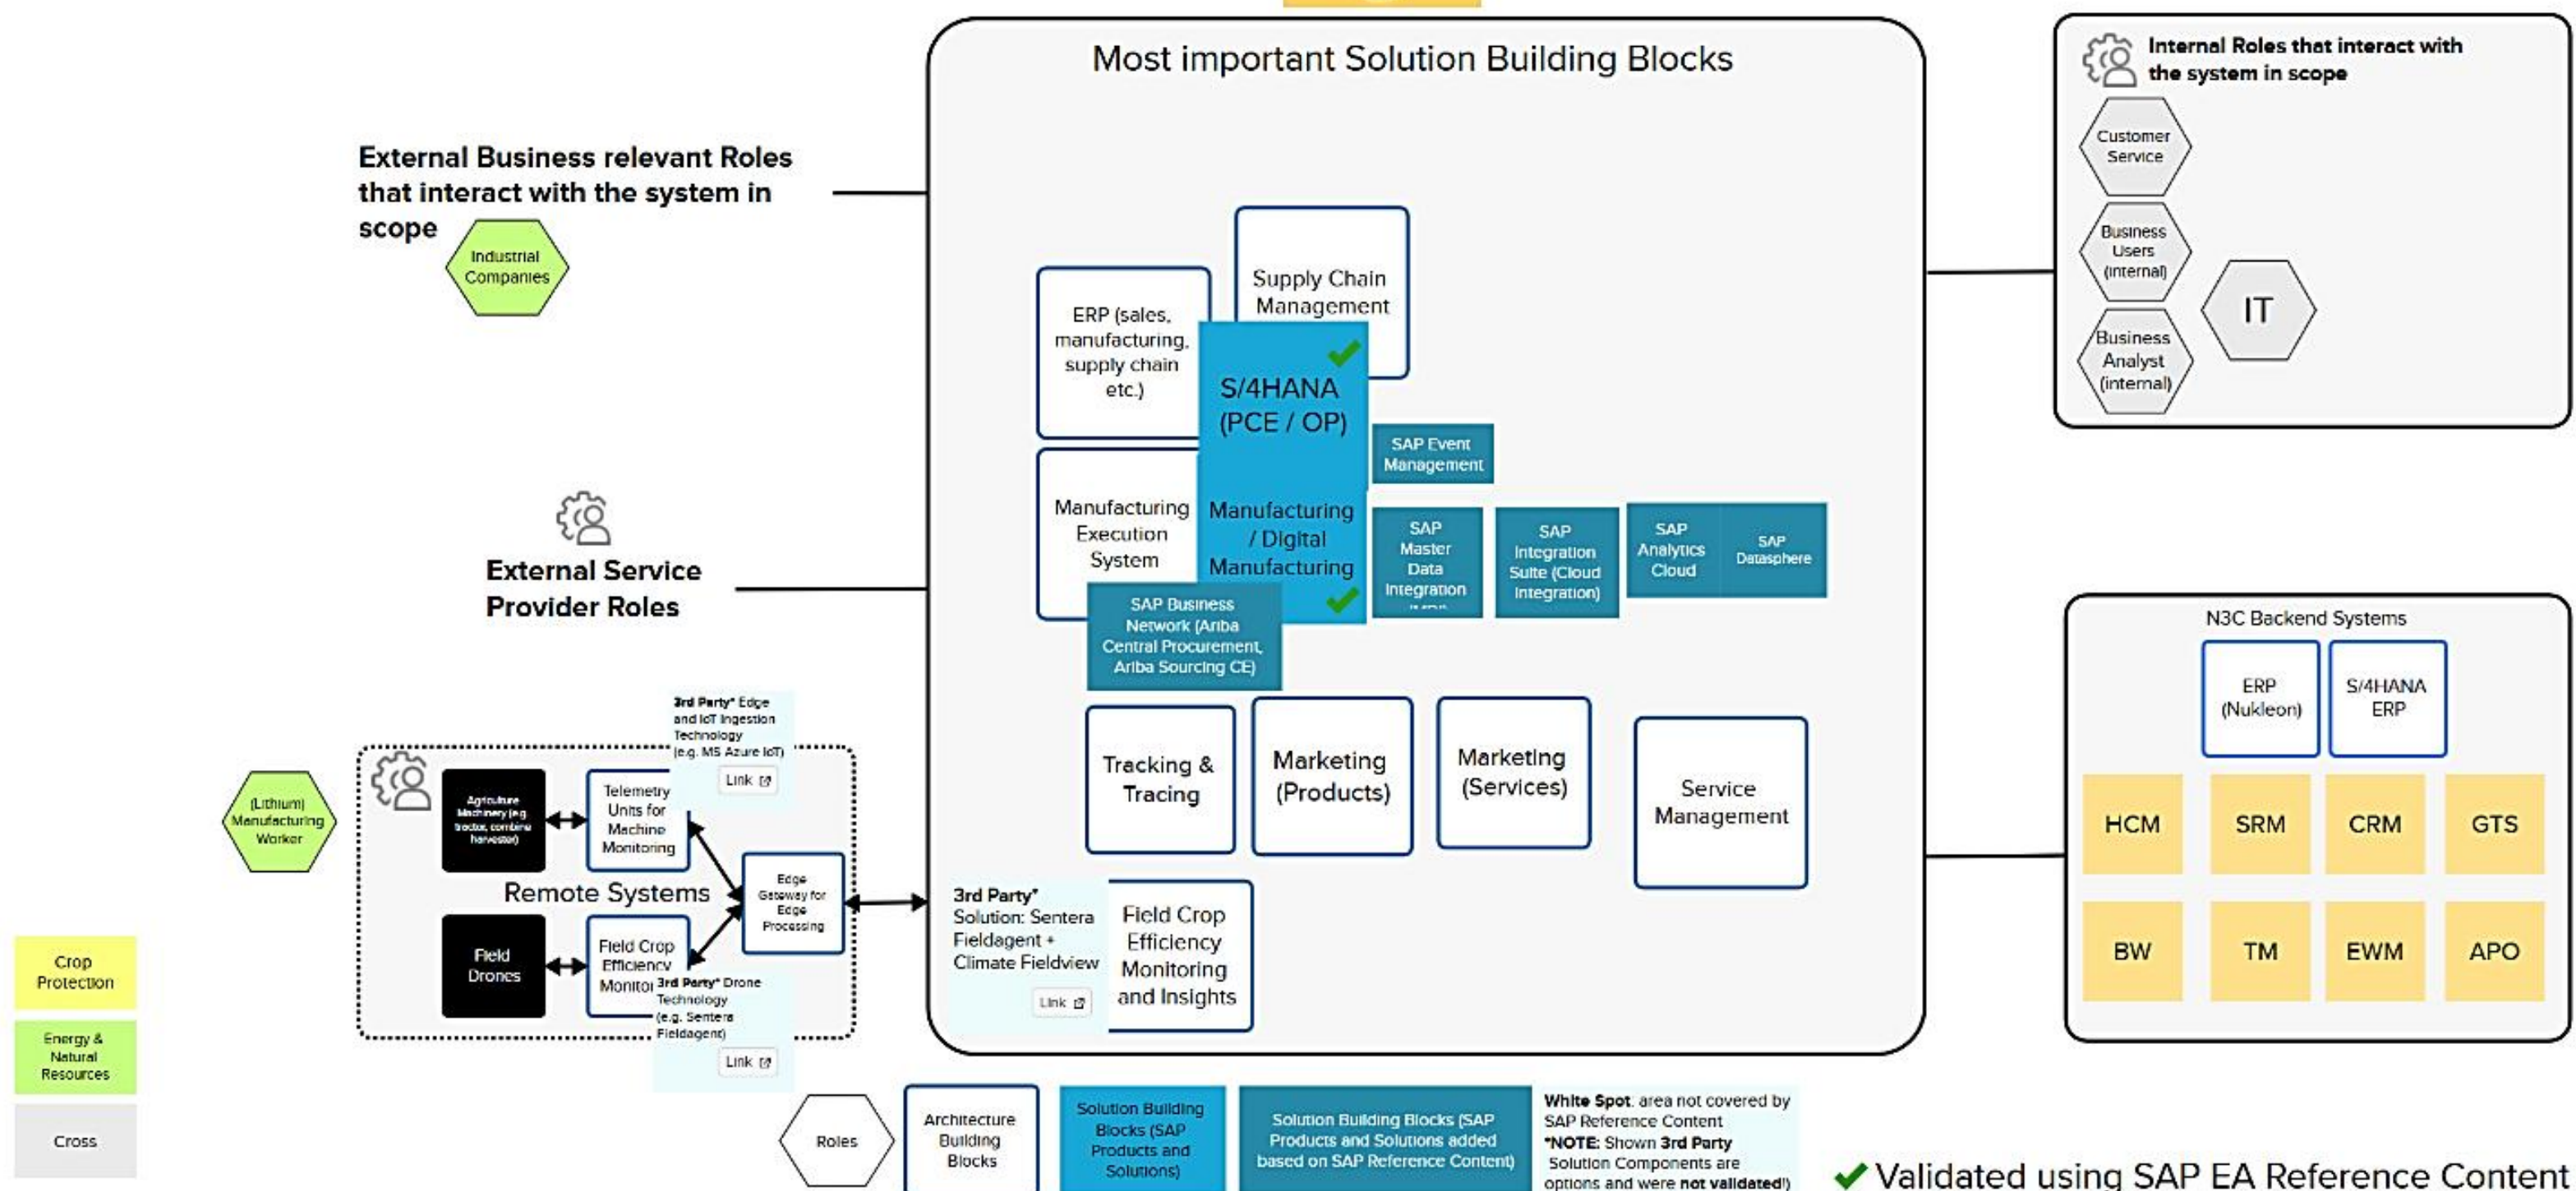 Most important Solution Building Blocks
External Business relevant Roles
that interact with the system in
scope
Industrial
Companies
External Service
Provider Roles
(Lithium)
Manufacturing
Worker
3rd Party* Edge
and IoT Ingestion
Technology
(e.g. MS Azure IoT)
Link
Agriculture
Machinery (e.g.
tractor, combine
harvester)
Telemetry
Units for
Machine
Monitoring
Remote Systems
Edge
Gateway for
Edge
Processing
Field
Drones
Field Crop
Efficiency
3rd Party* Drone
Technology
(e.g. Sentera
Fieldagent)
Link
ERP (sales,
manufacturing,
supply chain
etc.)
Supply Chain
Management
S/4HANA
(PCE / OP)
SAP Event
Management
Manufacturing
Execution
System
Manufacturing
/ Digital
Manufacturing
SAP
Master
Data
Integration
SAP
Integration
Suite (Cloud
Integration)
SAP
Analytics
Cloud
SAP
Datasphere
SAP Business
Network (Ariba
Central Procurement,
Ariba Sourcing CE)
Tracking &
Tracing
Marketing
(Products)
Marketing
(Services)
Service
Management
3rd Party*
Solution: Sentera
Fieldagent +
Climate Fieldview
Link
Field Crop
Efficiency
Monitoring
and Insights
Internal Roles that interact with
the system in scope
Customer
Service
Business
Users
(internal)
IT
Business
Analyst
(internal)
N3C Backend Systems
ERP
(Nukleon)
S/4HANA
ERP
HCM
SRM
CRM
GTS
BW
TM
EWM
APO
Crop
Protection
Energy &
Natural
Resources
Cross
Roles
Architecture
Building
Blocks
Solution Building
Blocks (SAP
Products and
Solutions)
Solution Building Blocks (SAP
Products and Solutions added
based on SAP Reference Content)
White Spot: area not covered by
SAP Reference Content
*NOTE: Shown 3rd Party
Solution Components are
options and were not validated!)
Validated using SAP EA Reference Content